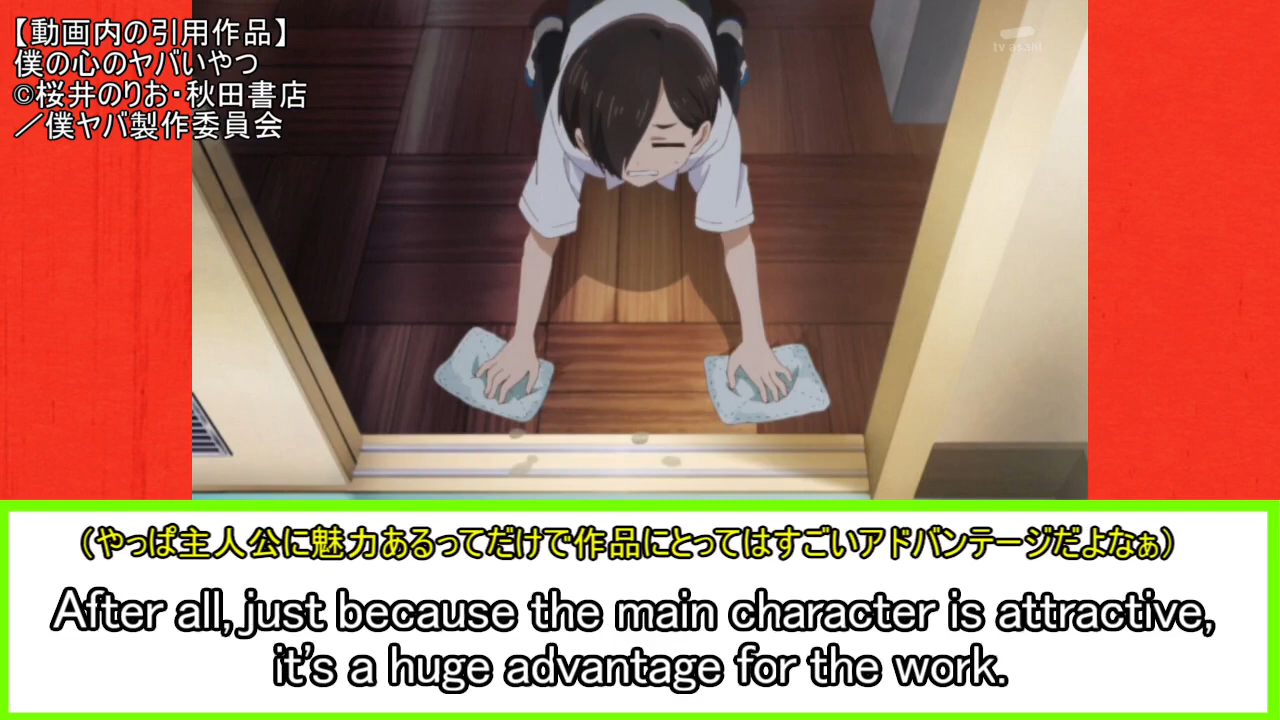 【動画内の引用作品】
僕の心のヤバいやつ
©桜井のりお・秋田書店
／僕ヤバ製作委員会
tv asahi
（やっぱ主人公に魅力あるってだけで作品にとってはすごいアドバンテージだよなぁ）
After all, just because the main character is attractive,
it's a huge advantage for the work.